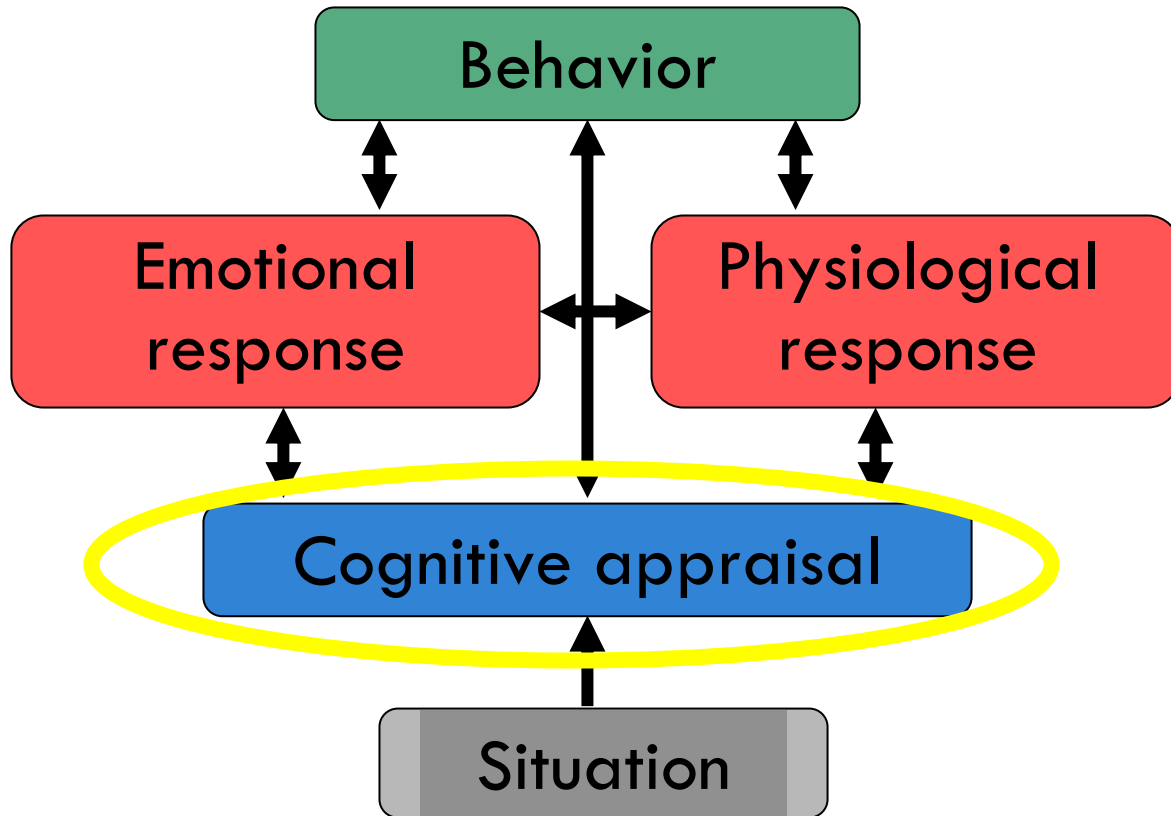 Behavior
Emotional
response
Physiological
response
Cognitive appraisal
Situation